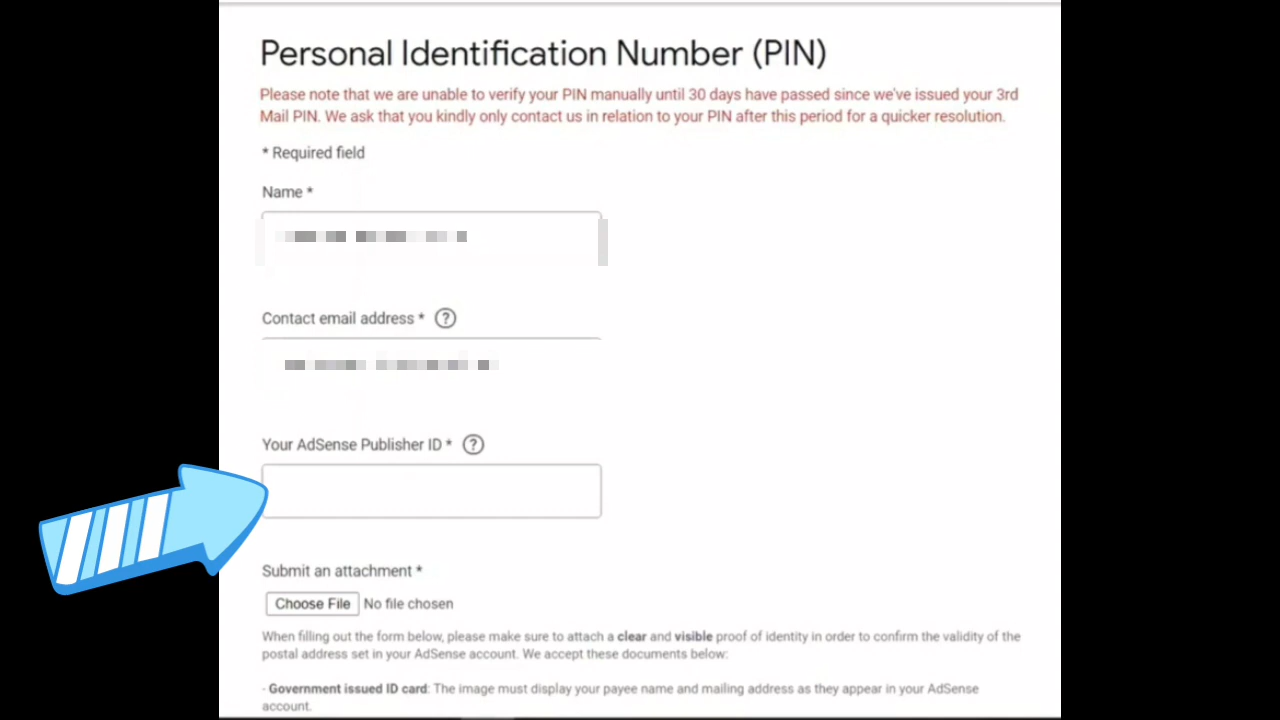 Personal Identification Number (PIN)
Please note that we are unable to verify your PIN manually until 30 days have passed since we've issued your 3rd
Mail PIN. We ask that you kindly only contact us in relation to your PIN after this period for a quicker resolution.
* Required field
Name *
Contact email address * ?
Your AdSense Publisher ID * ?
Submit an attachment *
Choose File No file chosen
When filling out the form below, please make sure to attach a clear and visible proof of identity in order to confirm the validity of the
postal address set in your AdSense account. We accept these documents below:
- Government issued ID card: The image must display your payee name and mailing address as they appear in your AdSense
account.